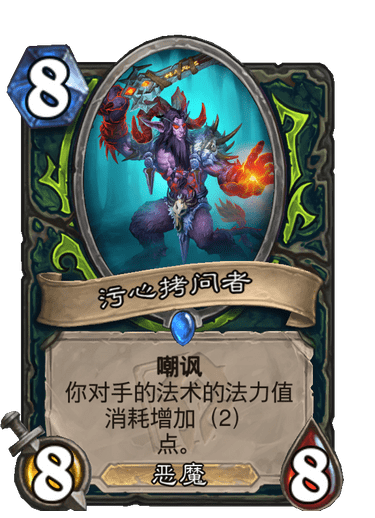 8
污心拷问者
嘲讽
你对手的法术的法力值
消耗增加（2）
点。
8
恶魔
8